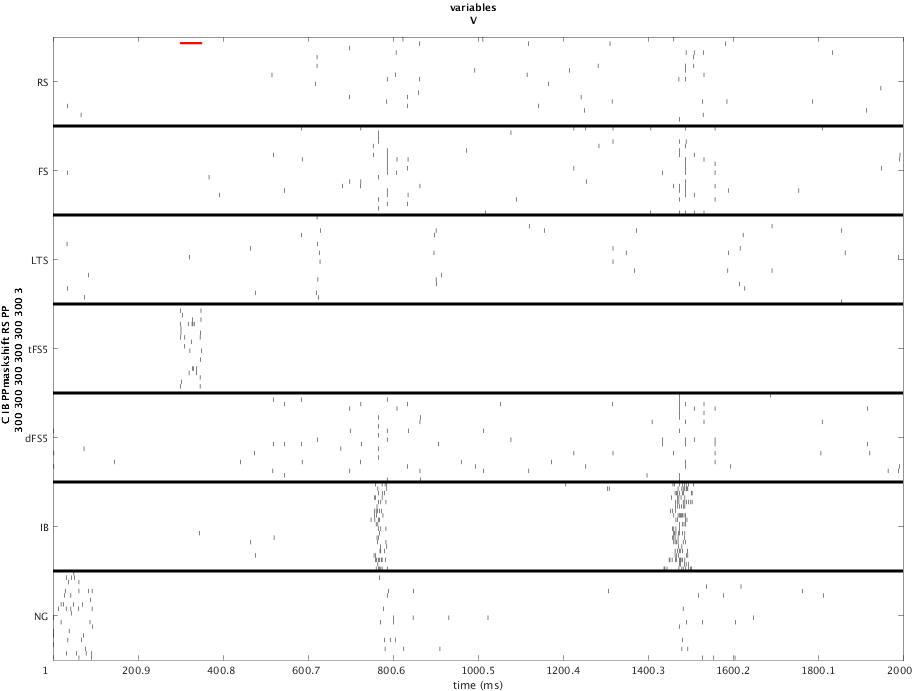 variables
V
RS
FS
LTS
tFS5
dFS5
IB
NG
C IB PPmaskshift RS PP
300 300 300 300 300 300 3
1 200.9 400.8 600.7 800.6 1000.5 1200.4 1400.3 1600.2 1800.1 2000
time (ms)